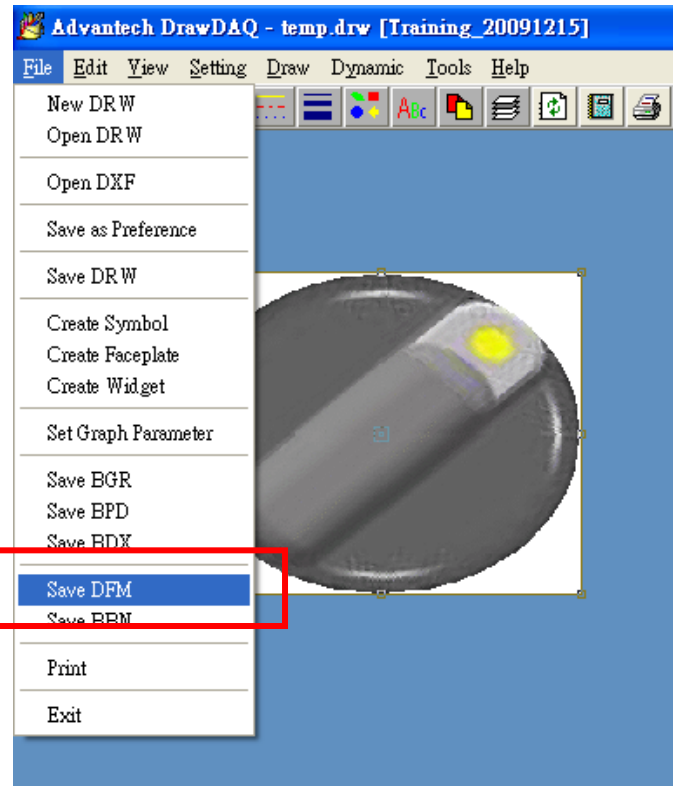 Advantech DrawDAQ - temp.drw [Training_20091215]
File Edit View Setting Draw Dynamic Tools Help
ABc
New DRW
Open DRW
Open DXF
Save as Preference
Save DRW
Create Symbol
Create Faceplate
Create Widget
Set Graph Parameter
Save BGR
Save BPD
Save BDX
Save DFM
Save BBN
Print
Exit